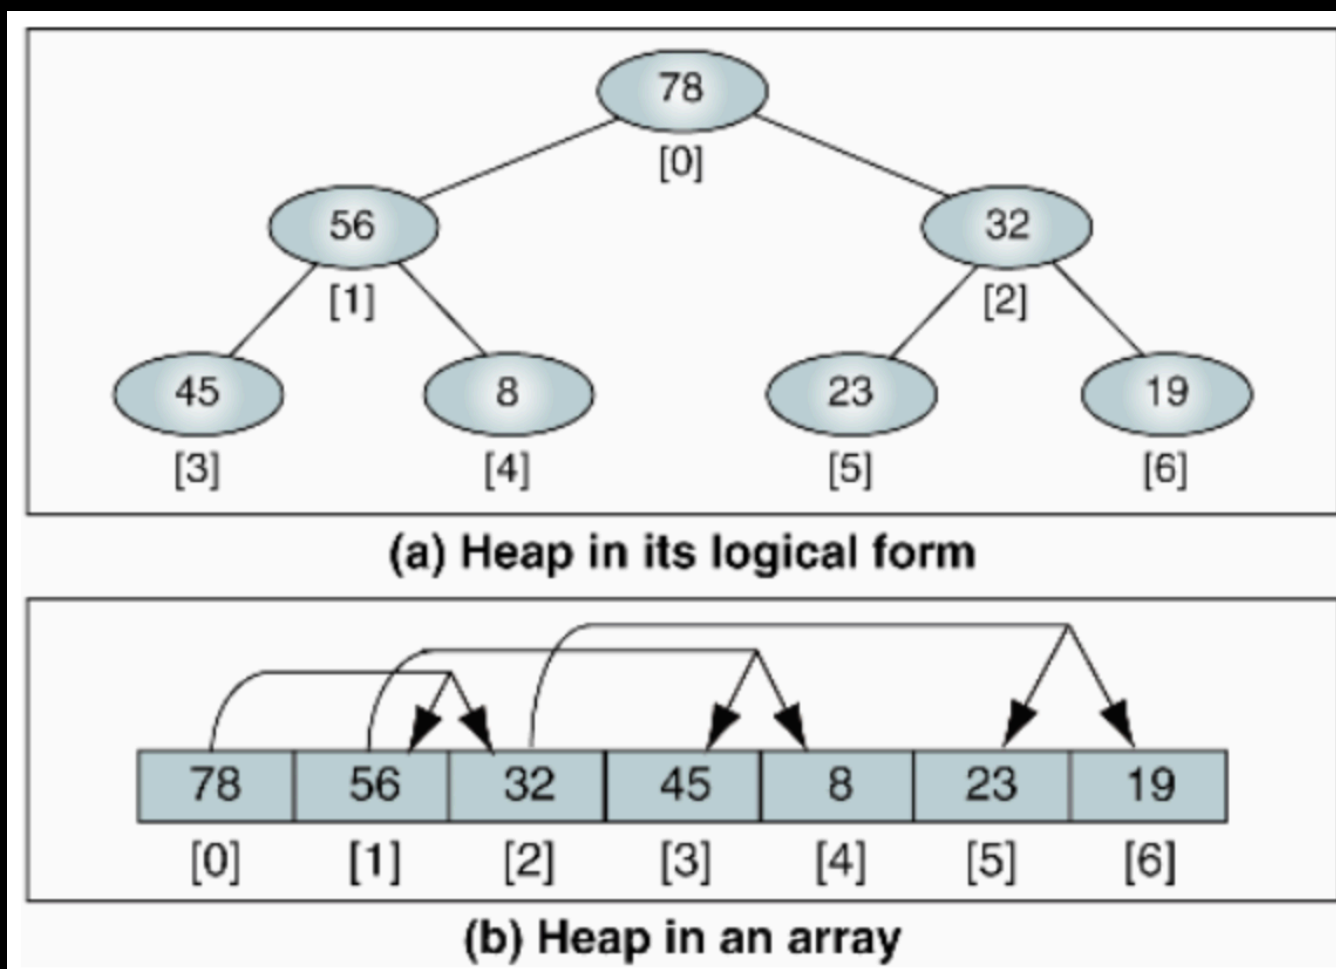 78
[0]
56 32
[1] [2]
45 8 23 19
[3] [4] [5] [6]
(a) Heap in its logical form
78 56 32 45 8 23 19
[0] [1] [2] [3] [4] [5] [6]
(b) Heap in an array